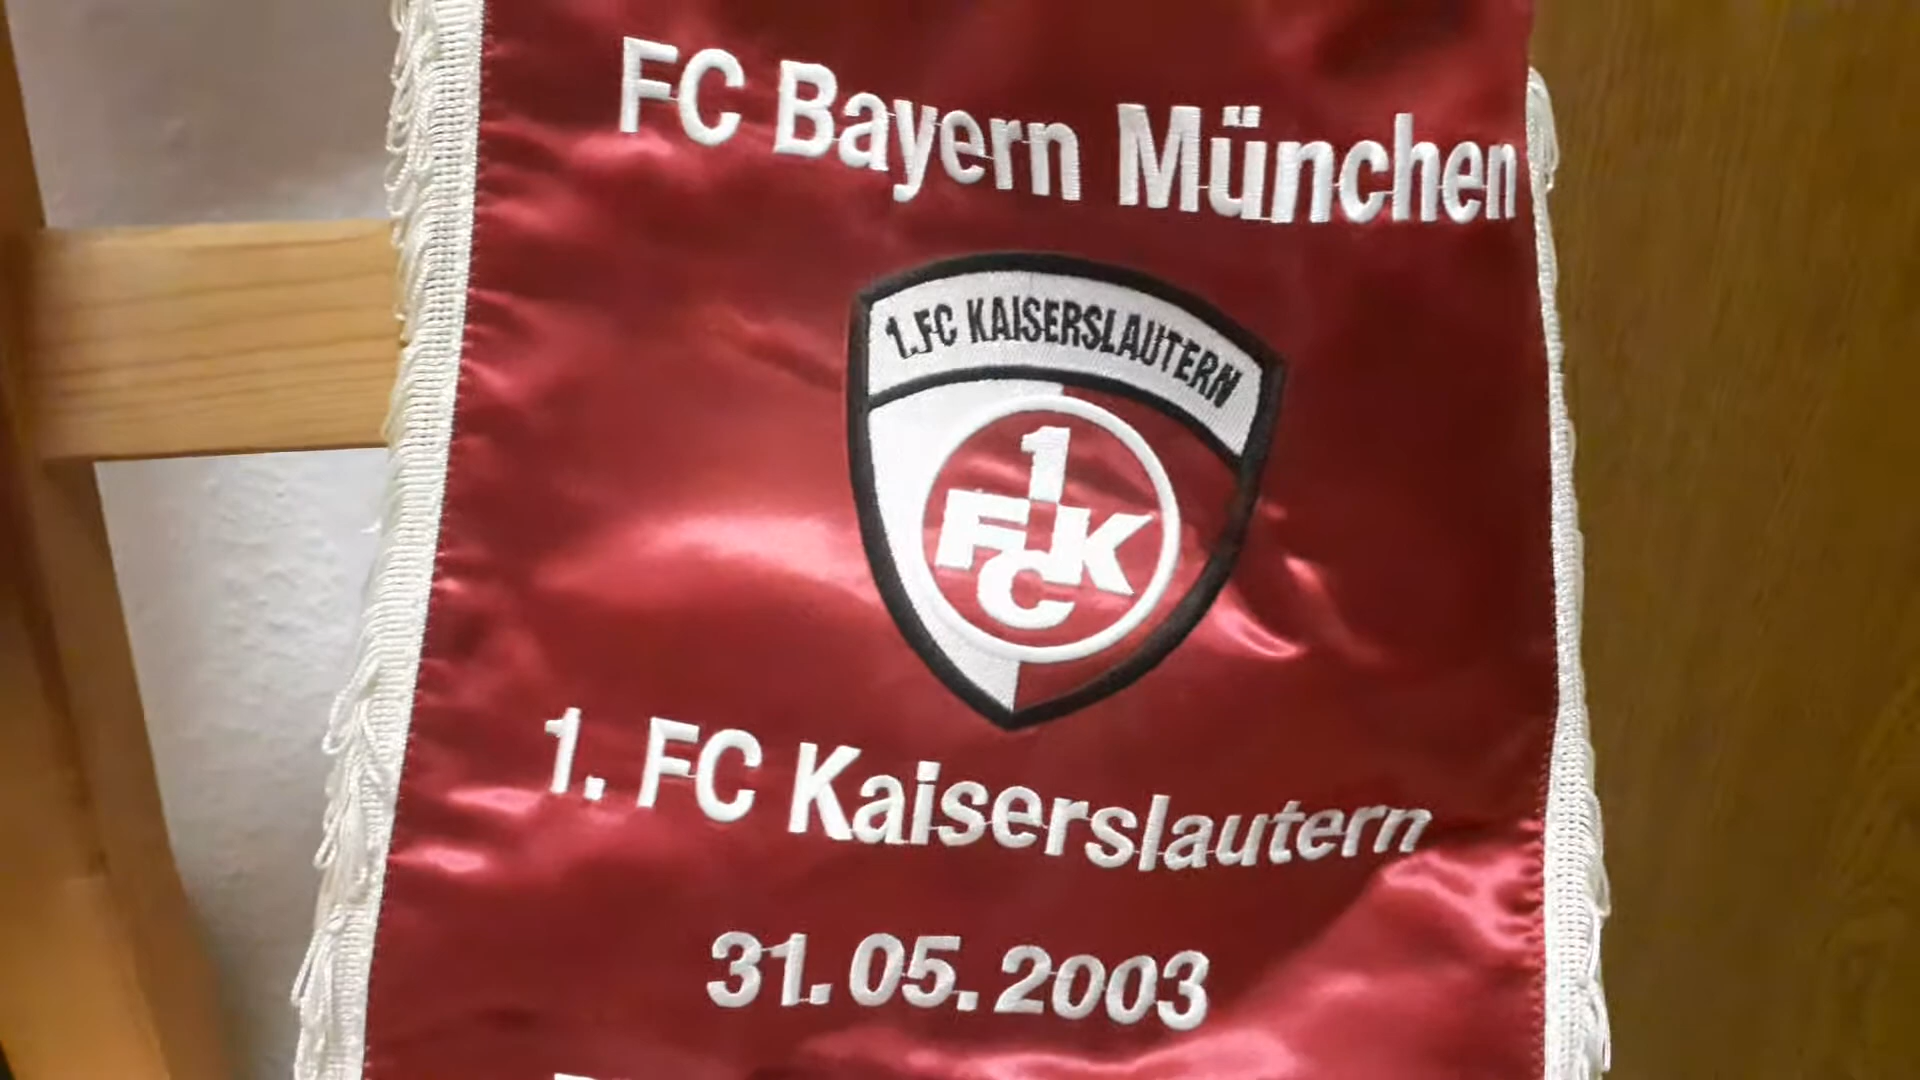 FC Bayern München
1.FC KAISERSLAUTERN
1
FCK
1. FC Kaiserslautern
31.05.2003